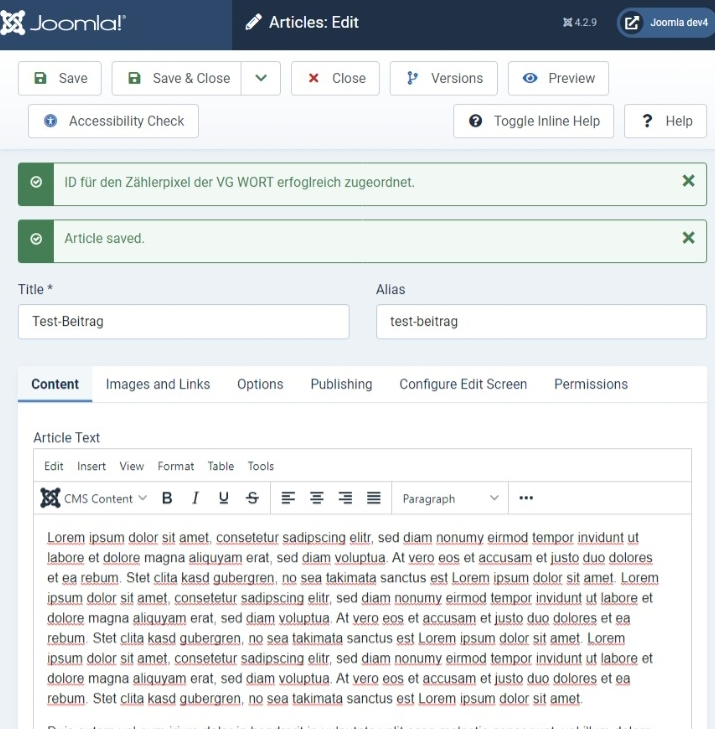 Joomla!® Articles: Edit 4.2.9 Joomla dev4
Save Save & Close Close Versions Preview
Accessibility Check Toggle Inline Help ? Help
ID für den Zählerpixel der VG WORT erfoglreich zugeordnet.
Article saved.
Title * Alias
Test-Beitrag test-beitrag
Content Images and Links Options Publishing Configure Edit Screen Permissions
Article Text
Edit Insert View Format Table Tools
CMS Content B I U S Paragraph ...
Lorem ipsum dolor sit amet, consetetur sadipscing elitr, sed diam nonumy eirmod tempor invidunt ut
labore et dolore magna aliquyam erat, sed diam voluptua. At vero eos et accusam et justo duo dolores
et ea rebum. Stet clita kasd gubergren, no sea takimata sanctus est Lorem ipsum dolor sit amet. Lorem
ipsum dolor sit amet, consetetur sadipscing elitr, sed diam nonumy eirmod tempor invidunt ut labore et
dolore magna aliquyam erat, sed diam voluptua. At vero eos et accusam et justo duo dolores et ea
rebum. Stet clita kasd gubergren, no sea takimata sanctus est Lorem ipsum dolor sit amet. Lorem
ipsum dolor sit amet, consetetur sadipscing elitr, sed diam nonumy eirmod tempor invidunt ut labore et
dolore magna aliquyam erat, sed diam voluptua. At vero eos et accusam et justo duo dolores et ea
rebum. Stet clita kasd gubergren, no sea takimata sanctus est Lorem ipsum dolor sit amet.